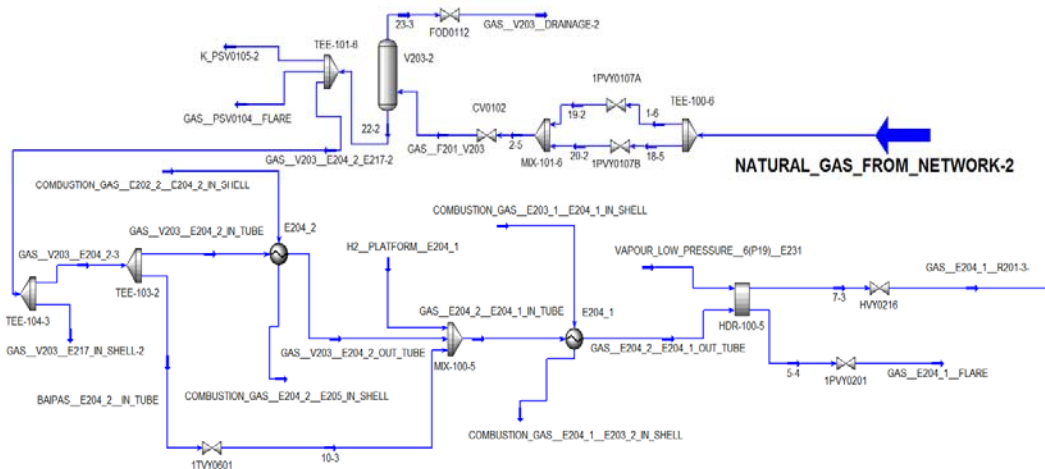 23-3
FOD0112
GAS__V203__DRAINAGE-2
K_PSV0105-2
TEE-101-6
V203-2
GAS__PSV0104__FLARE
22-2
GAS__V203__E204_2_E217-2
CV0102
GAS__F201_V203
2-5
MIX-101-6
19-2
20-2
1PVY0107A
1PVY0107B
1-6
18-5
TEE-100-6
NATURAL_GAS_FROM_NETWORK-2
COMBUSTION_GAS__E202_2__E204_2_IN_SHELL
GAS__V203__E204_2_IN_TUBE
E204_2
GAS__V203__E204_2-3
TEE-103-2
TEE-104-3
GAS__V203__E217_IN_SHELL-2
BAIPAS__E204_2__IN_TUBE
COMBUSTION_GAS__E204_2__E205_IN_SHELL
GAS__V203__E204_2_OUT_TUBE
1TVY0601
10-3
COMBUSTION_GAS__E203_1__E204_1_IN_SHELL
H2__PLATFORM__E204_1
GAS__E204_2__E204_1_IN_TUBE
MIX-100-5
E204_1
GAS__E204_2__E204_1_OUT_TUBE
COMBUSTION_GAS__E204_1__E203_2_IN_SHELL
VAPOUR_LOW_PRESSURE__6(P19)__E231
HDR-100-5
7-3
HVY0216
GAS__E204_1__R201-3-
5-4
1PVY0201
GAS__E204_1__FLARE